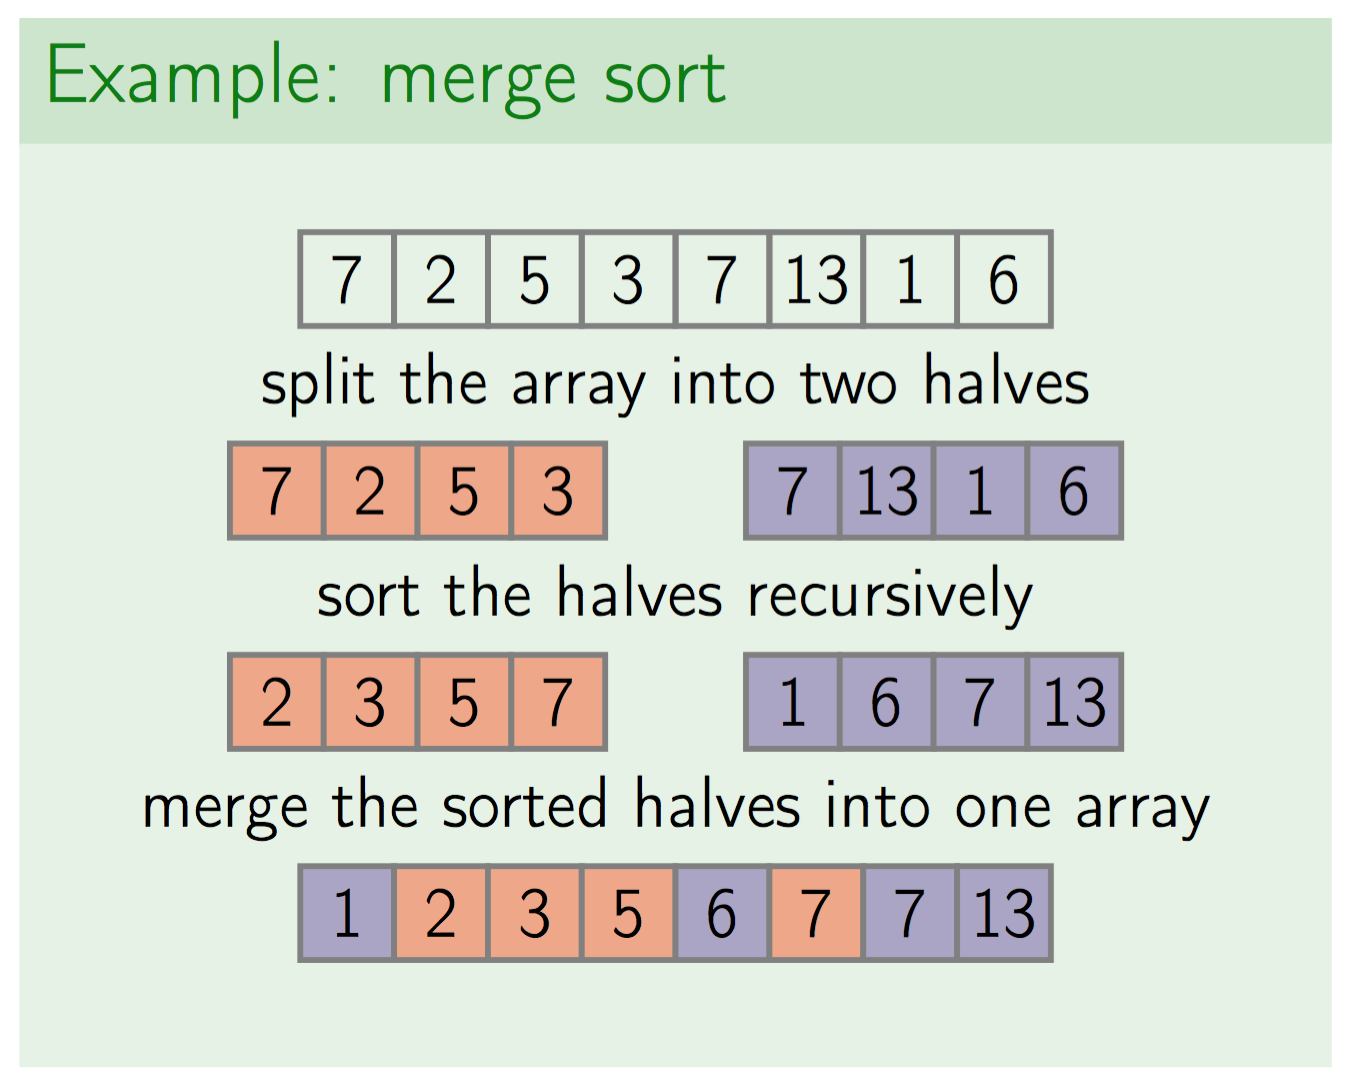 Example: merge sort
7 2 5 3 7 13 1 6
split the array into two halves
7 2 5 3 7 13 1 6
sort the halves recursively
2 3 5 7 1 6 7 13
merge the sorted halves into one array
1 2 3 5 6 7 7 13